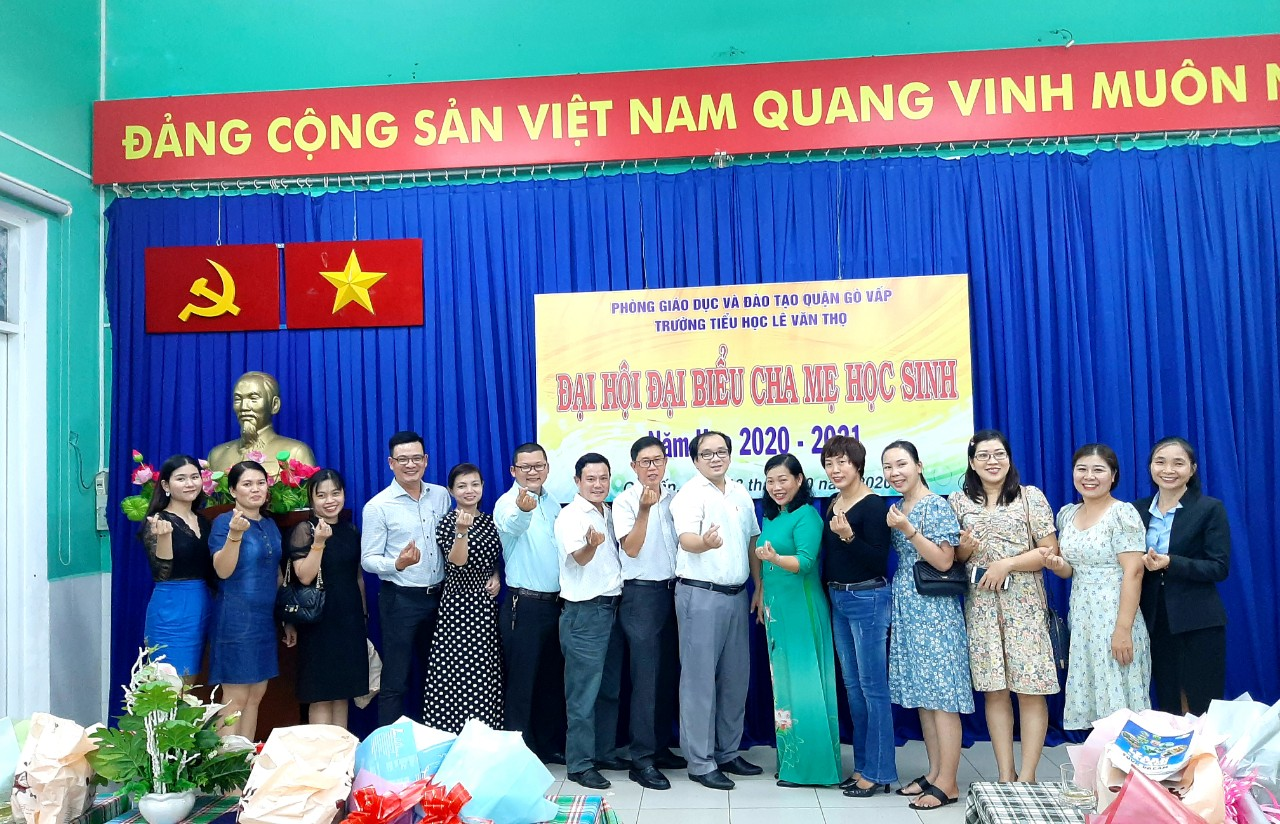 ĐẢNG CỘNG SẢN VIỆT NAM QUANG VINH MUÔN N
PHÒNG GIÁO DỤC VÀ ĐÀO TẠO QUẬN GÒ VẤP
TRƯỜNG TIỂU HỌC LÊ VĂN THỌ
ĐẠI HỘI ĐẠI BIỂU CHA MẸ HỌC SINH
Năm 2020 - 2021